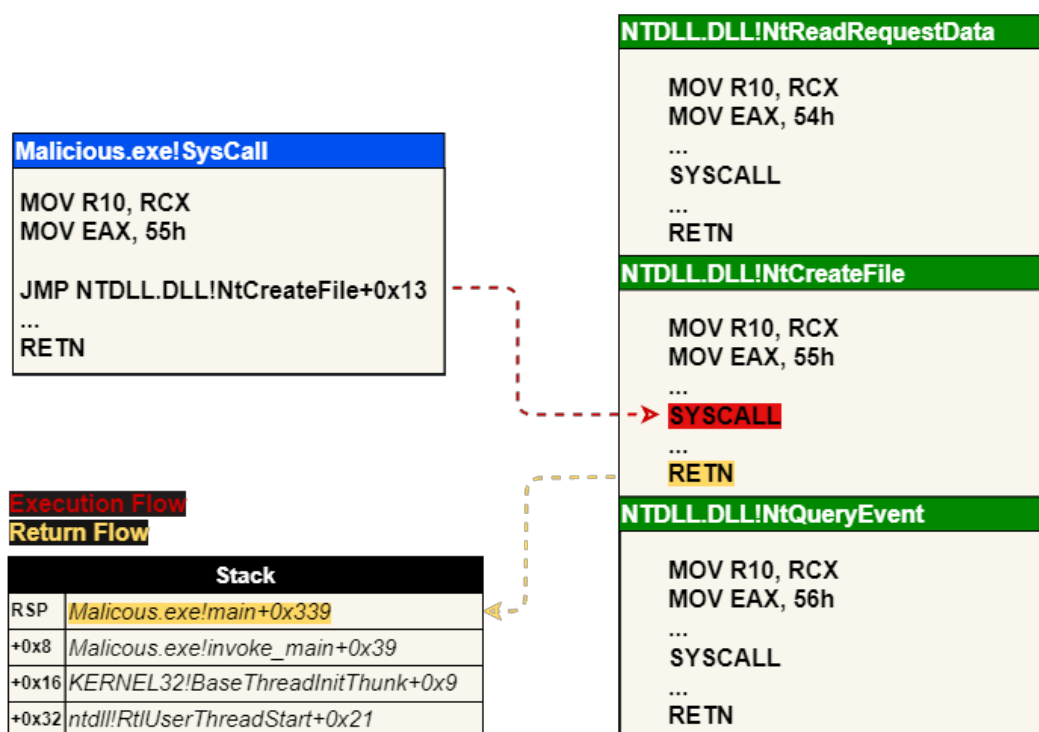 Malicious.exe!SysCall
MOV R10, RCX
MOV EAX, 55h
JMP NTDLL.DLL!NtCreateFile+0x13
...
RETN
NTDLL.DLL!NtReadRequestData
MOV R10, RCX
MOV EAX, 54h
...
SYSCALL
...
RETN
NTDLL.DLL!NtCreateFile
MOV R10, RCX
MOV EAX, 55h
...
SYSCALL
...
RETN
NTDLL.DLL!NtQueryEvent
MOV R10, RCX
MOV EAX, 56h
...
SYSCALL
...
RETN
Execution Flow
Return Flow
Stack
RSP Malicous.exe!main+0x339
+0x8 Malicous.exe!invoke_main+0x39
+0x16 KERNEL32!BaseThreadInitThunk+0x9
+0x32 ntdll!RtlUserThreadStart+0x21